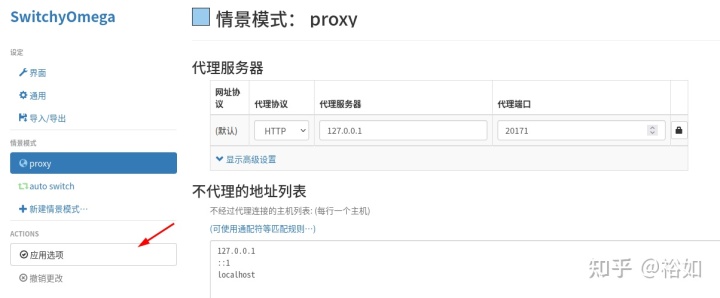 SwitchyOmega
设定
界面
通用
导入/导出
情景模式
proxy
auto switch
新建情景模式…
ACTIONS
应用选项
撤销更改
情景模式： proxy
代理服务器
网址协议 代理协议 代理服务器 代理端口
(默认) HTTP 127.0.0.1 20171
显示高级设置
不代理的地址列表
不经过代理连接的主机列表: (每行一个主机)
(可使用通配符等匹配规则…)
127.0.0.1
::1
localhost
知乎 @裕如